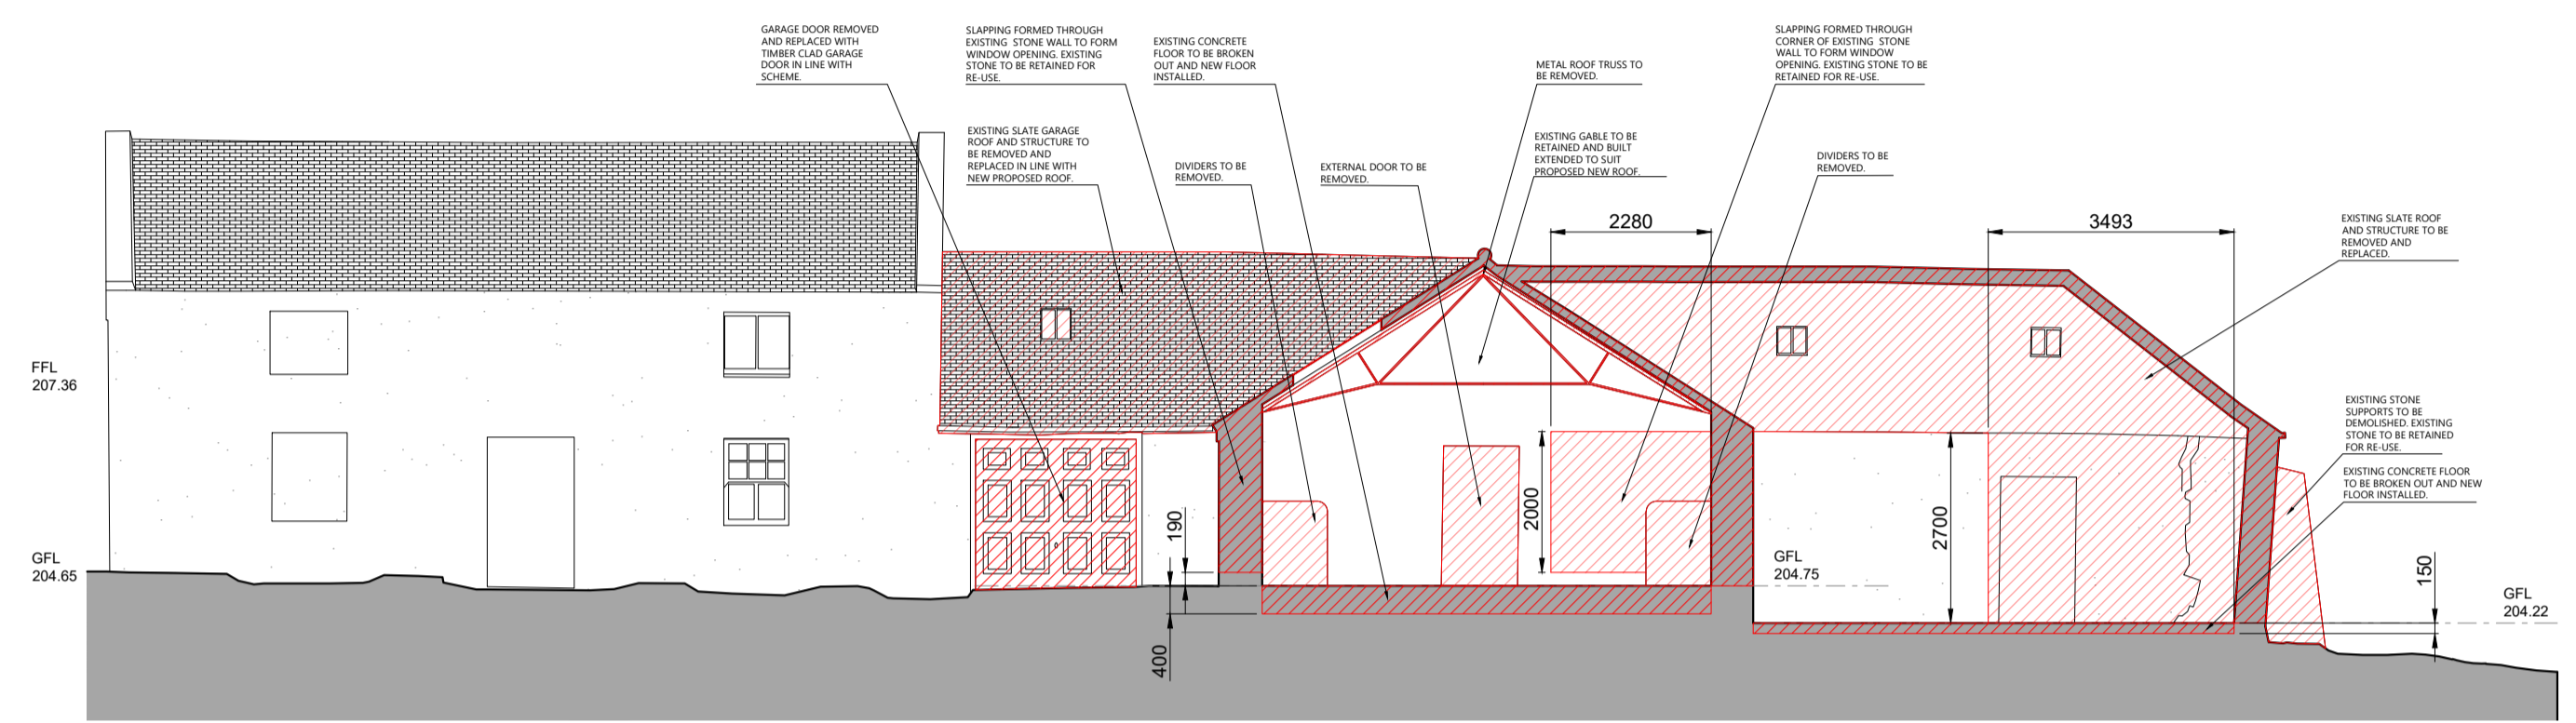 GARAGE DOOR REMOVED
AND REPLACED WITH
TIMBER CLAD GARAGE
DOOR IN LINE WITH
SCHEME.
SLAPPING FORMED THROUGH
EXISTING STONE WALL TO FORM
WINDOW OPENING. EXISTING
STONE TO BE RETAINED FOR
RE-USE.
EXISTING CONCRETE
FLOOR TO BE BROKEN
OUT AND NEW FLOOR
INSTALLED.
METAL ROOF TRUSS TO
BE REMOVED.
SLAPPING FORMED THROUGH
CORNER OF EXISTING STONE
WALL TO FORM WINDOW
OPENING. EXISTING STONE TO BE
RETAINED FOR RE-USE.
EXISTING SLATE GARAGE
ROOF AND STRUCTURE TO
BE REMOVED AND
REPLACED IN LINE WITH
NEW PROPOSED ROOF.
DIVIDERS TO BE
REMOVED.
EXTERNAL DOOR TO BE
REMOVED.
EXISTING GABLE TO BE
RETAINED AND BUILT
EXTENDED TO SUIT
PROPOSED NEW ROOF.
DIVIDERS TO BE
REMOVED.
2280
3493
EXISTING SLATE ROOF
AND STRUCTURE TO BE
REMOVED AND
REPLACED.
FFL
207.36
EXISTING STONE
SUPPORTS TO BE
DEMOLISHED. EXISTING
STONE TO BE RETAINED
FOR RE-USE.
EXISTING CONCRETE FLOOR
TO BE BROKEN OUT AND NEW
FLOOR INSTALLED.
190
2000
2700
GFL
204.65
GFL
204.75
150
GFL
204.22
400